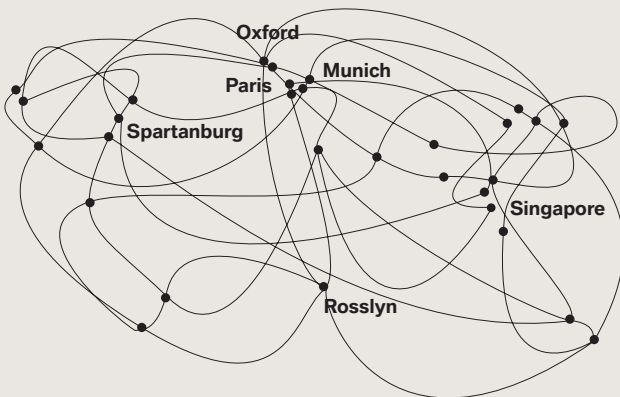 Oxford
Munich
Paris
Spartanburg
Singapore
Rosslyn